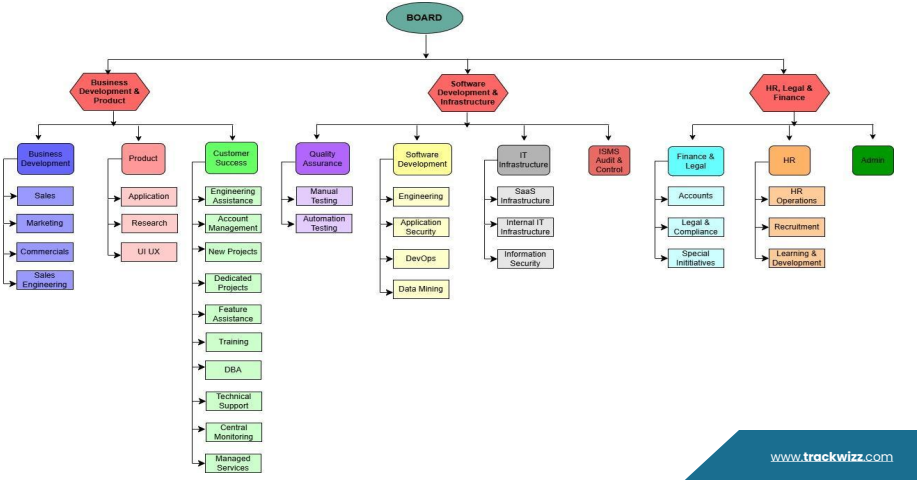 BOARD
Business
Development &
Product
Software
Development &
Infrastructure
HR, Legal &
Finance
Business
Development
Sales
Marketing
Commercials
Sales
Engineering
Product
Application
Research
UI UX
Customer
Success
Engineering
Assistance
Account
Management
New Projects
Dedicated
Projects
Feature
Assistance
Training
DBA
Technical
Support
Central
Monitoring
Managed
Services
Quality
Assurance
Manual
Testing
Automation
Testing
Software
Development
Engineering
Application
Security
DevOps
Data Mining
IT
Infrastructure
SaaS
Infrastructure
Internal IT
Infrastructure
Information
Security
ISMS
Audit &
Control
Finance &
Legal
Accounts
Legal &
Compliance
Special
Inititiatives
HR
HR
Operations
Recruitment
Learning &
Development
Admin
www.trackwizz.com